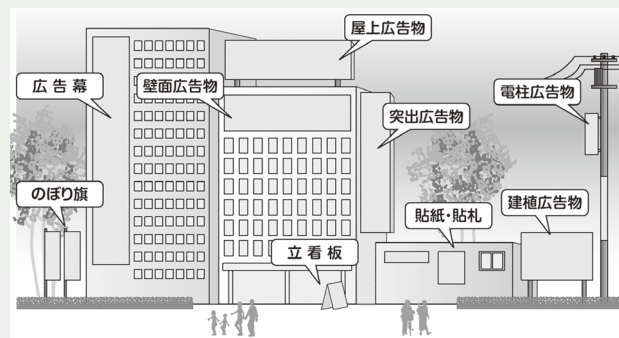 屋上広告物
広告幕
壁面広告物
電柱広告物
突出広告物
のぼり旗
貼紙・貼札
建植広告物
立看板